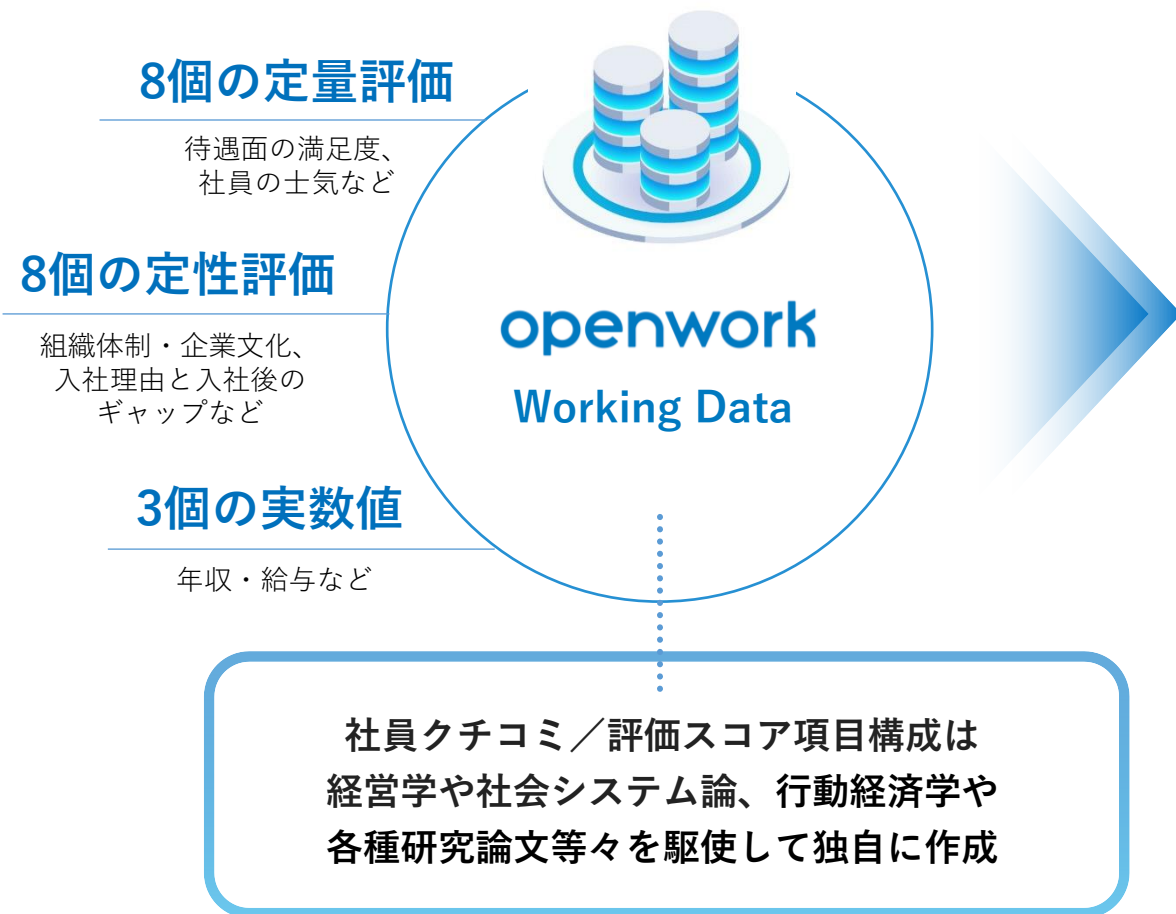 8個の定量評価
待遇面の満足度、
社員の士気など
8個の定性評価
組織体制・企業文化、
入社理由と入社後の
ギャップなど
3個の実数値
年収・給与など
openwork
Working Data
社員クチコミ／評価スコア項目構成は
経営学や社会システム論、行動経済学や
各種研究論文等々を駆使して独自に作成